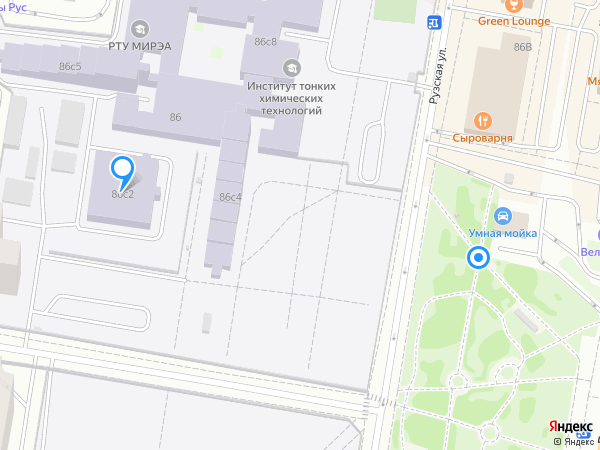 ы Рус
Green Lounge
РТУ МИРЭА
86с8
86В
86с5
Рузская ул.
Мя
Институт тонких
химических
технологий
86
Сыроварня
86с2
86с4
Умная мойка
Вел
Яндекс
© Яндекс